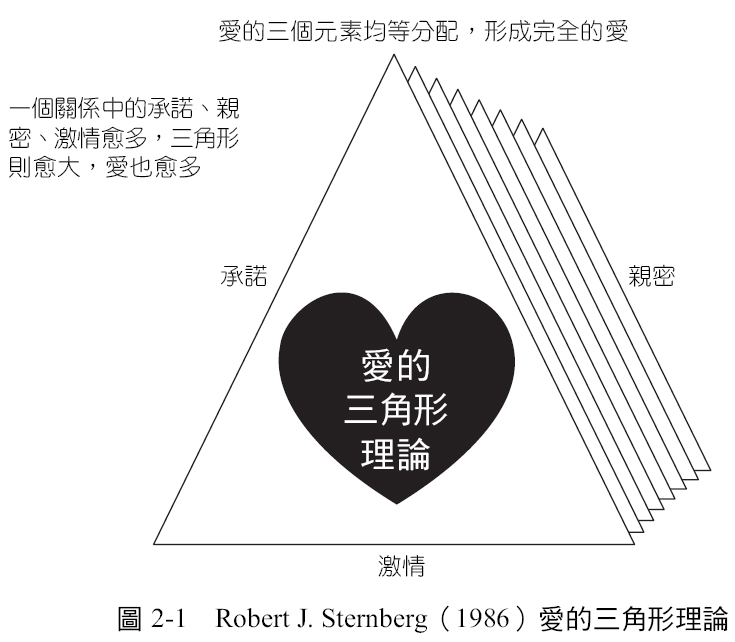 愛的三個元素均等分配，形成完全的愛
一個關係中的承諾、親
密、激情愈多，三角形
則愈大，愛也愈多
承諾
親密
愛的
三角形
理論
激情
圖 2-1 Robert J. Sternberg（1986）愛的三角形理論